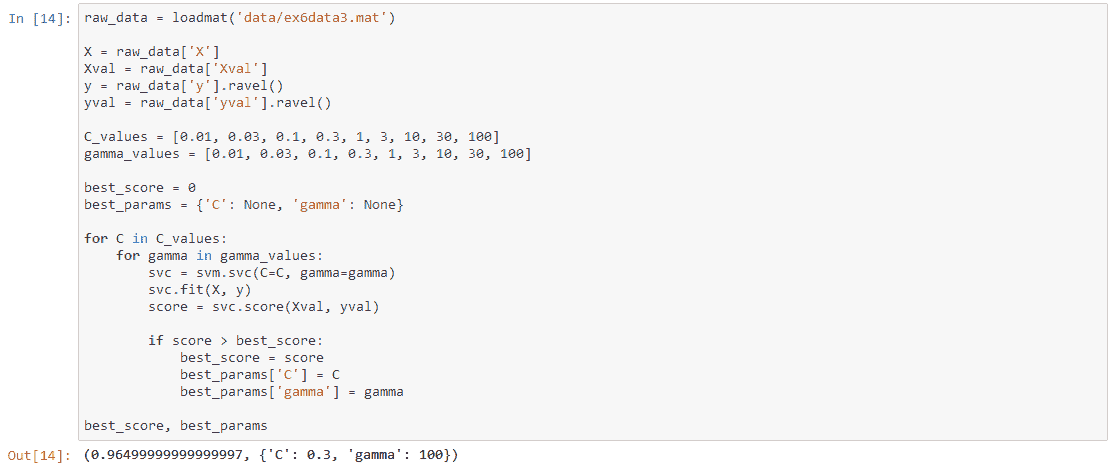 In [14]: raw_data = loadmat('data/ex6data3.mat')
X = raw_data['X']
Xval = raw_data['Xval']
y = raw_data['y'].ravel()
yval = raw_data['yval'].ravel()
C_values = [0.01, 0.03, 0.1, 0.3, 1, 3, 10, 30, 100]
gamma_values = [0.01, 0.03, 0.1, 0.3, 1, 3, 10, 30, 100]
best_score = 0
best_params = {'C': None, 'gamma': None}
for C in C_values:
    for gamma in gamma_values:
        svc = svm.svc(C=C, gamma=gamma)
        svc.fit(X, y)
        score = svc.score(Xval, yval)
        if score > best_score:
            best_score = score
            best_params['C'] = C
            best_params['gamma'] = gamma
best_score, best_params
Out[14]: (0.96499999999999997, {'C': 0.3, 'gamma': 100})